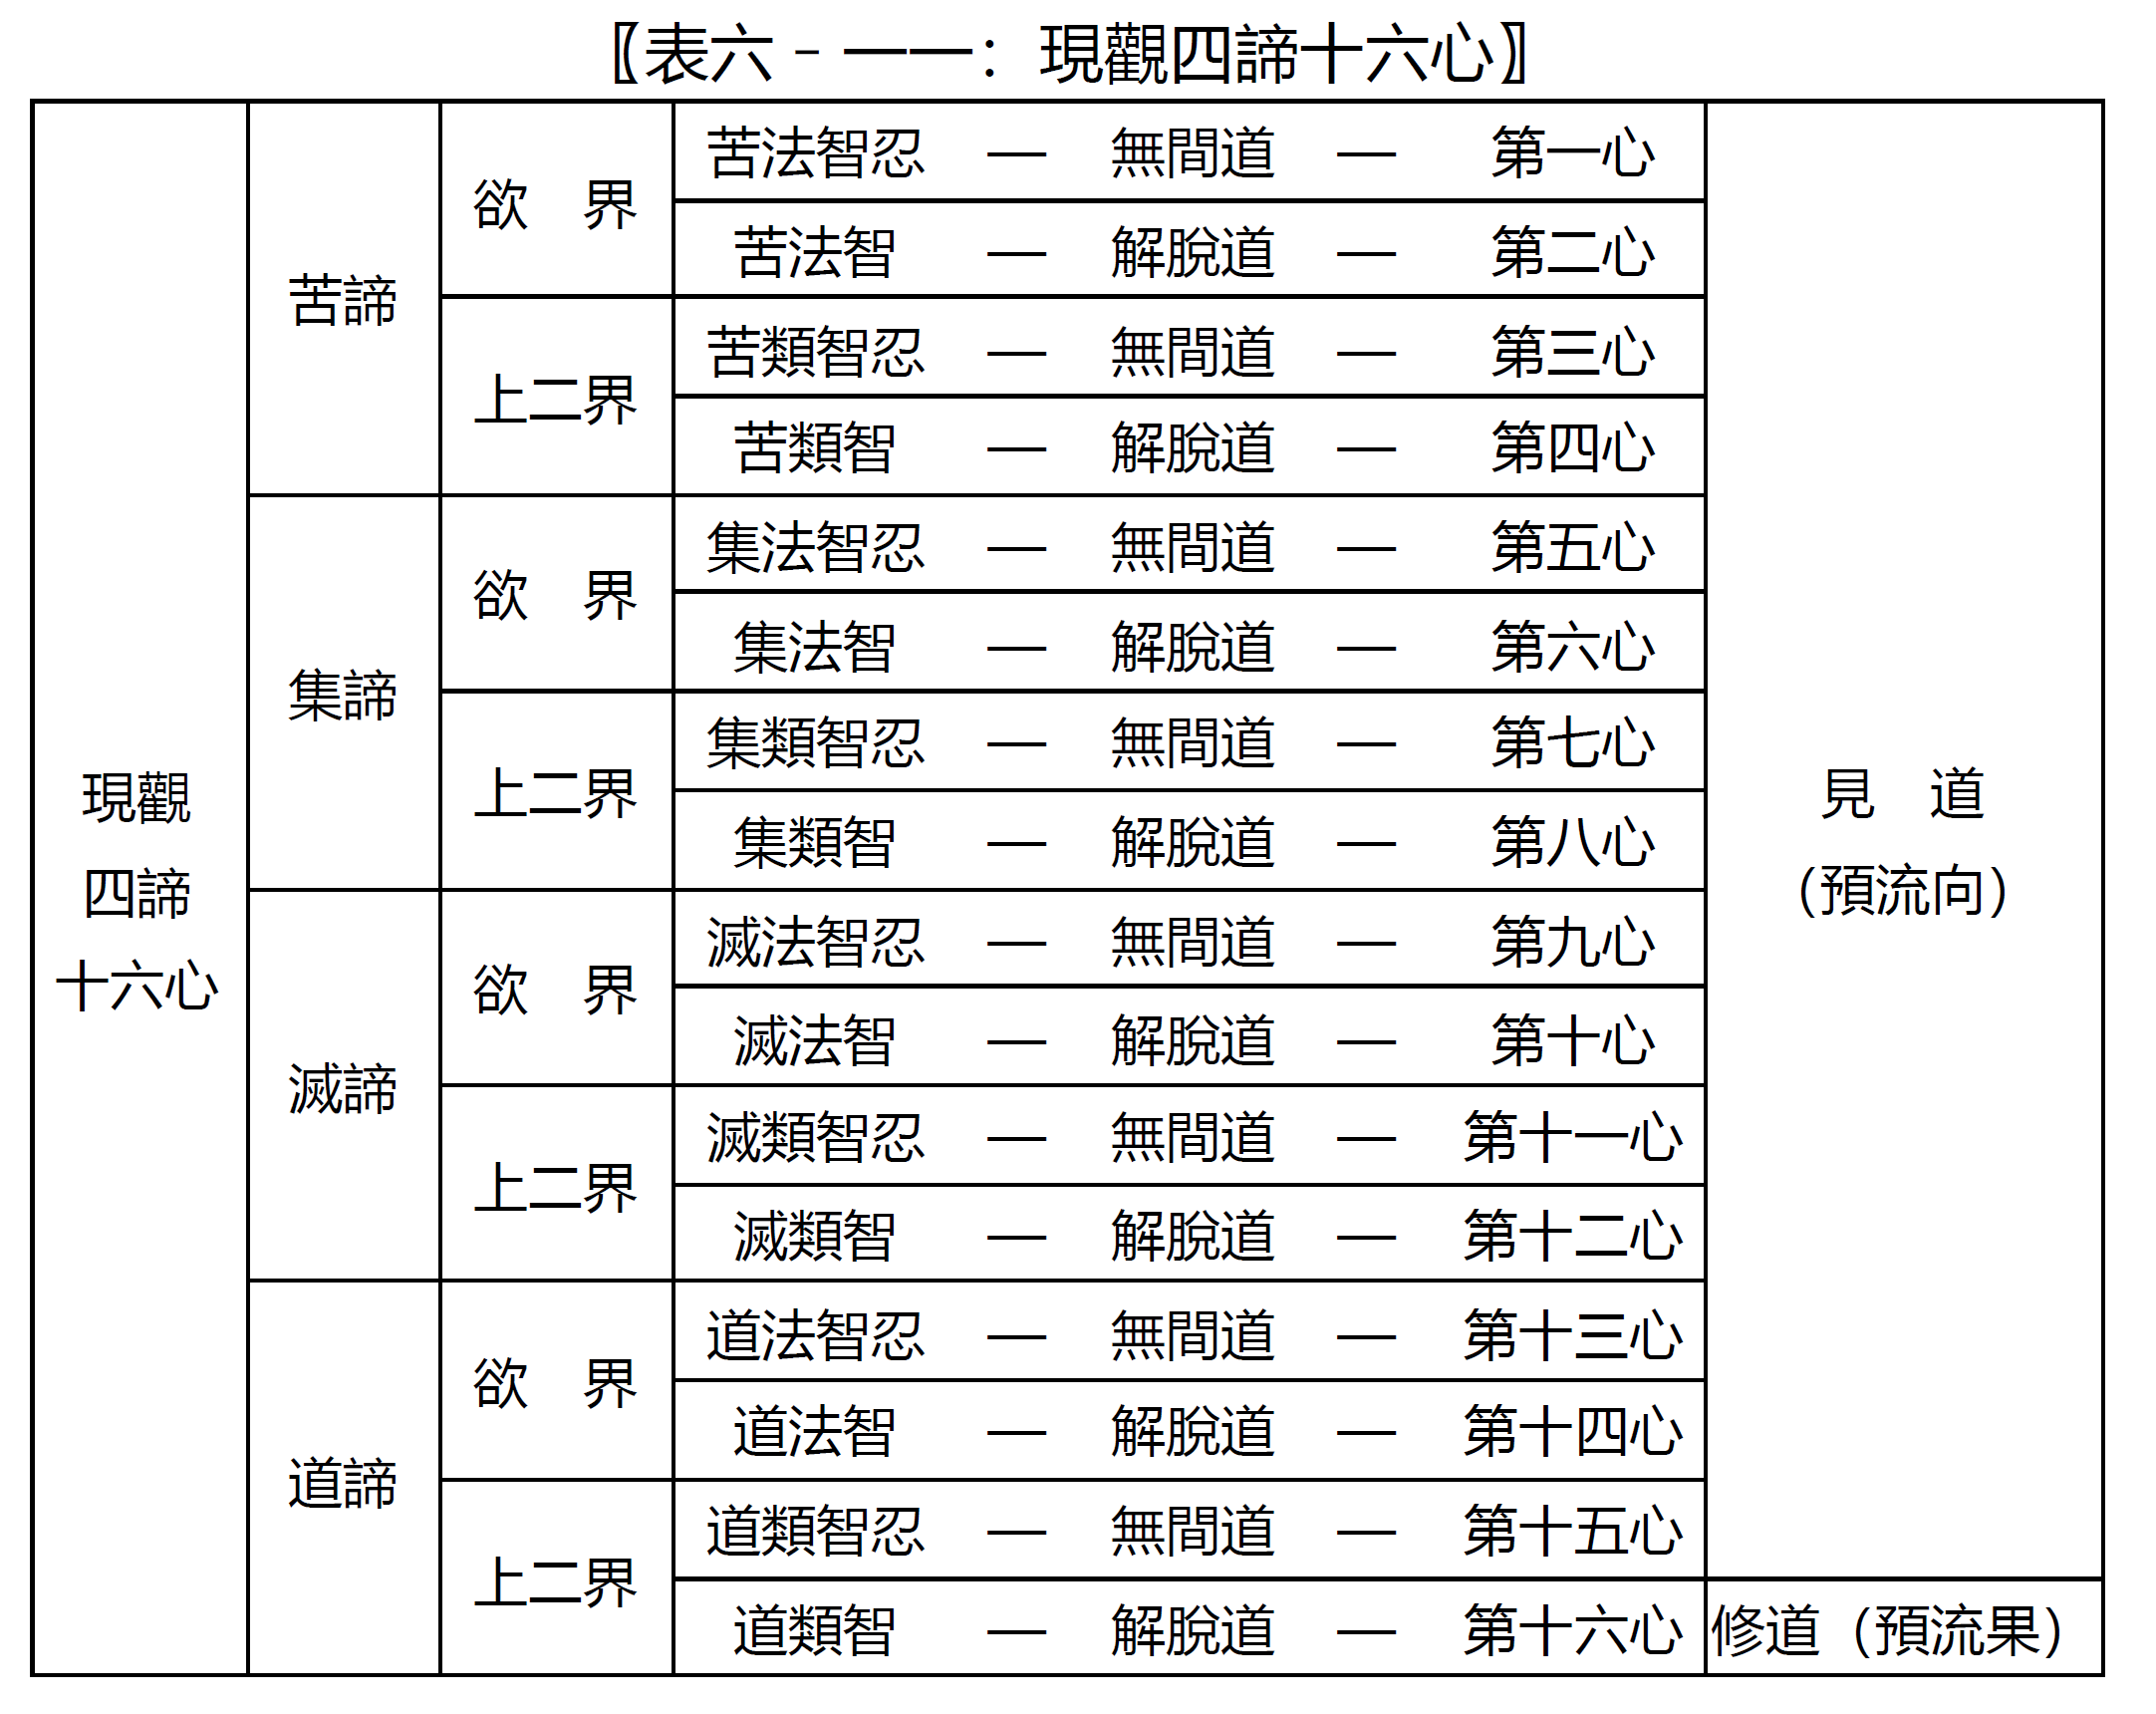 〖表六﹣一一﹕現觀四諦十六心〗
現觀
四諦
十六心
苦諦
欲　界
苦法智忍 — 無間道 — 第一心
苦法智 — 解脫道 — 第二心
上二界
苦類智忍 — 無間道 — 第三心
苦類智 — 解脫道 — 第四心
集諦
欲　界
集法智忍 — 無間道 — 第五心
集法智 — 解脫道 — 第六心
上二界
集類智忍 — 無間道 — 第七心
集類智 — 解脫道 — 第八心
滅諦
欲　界
滅法智忍 — 無間道 — 第九心
滅法智 — 解脫道 — 第十心
上二界
滅類智忍 — 無間道 — 第十一心
滅類智 — 解脫道 — 第十二心
道諦
欲　界
道法智忍 — 無間道 — 第十三心
道法智 — 解脫道 — 第十四心
上二界
道類智忍 — 無間道 — 第十五心
道類智 — 解脫道 — 第十六心
見　道
（預流向）
修道（預流果）